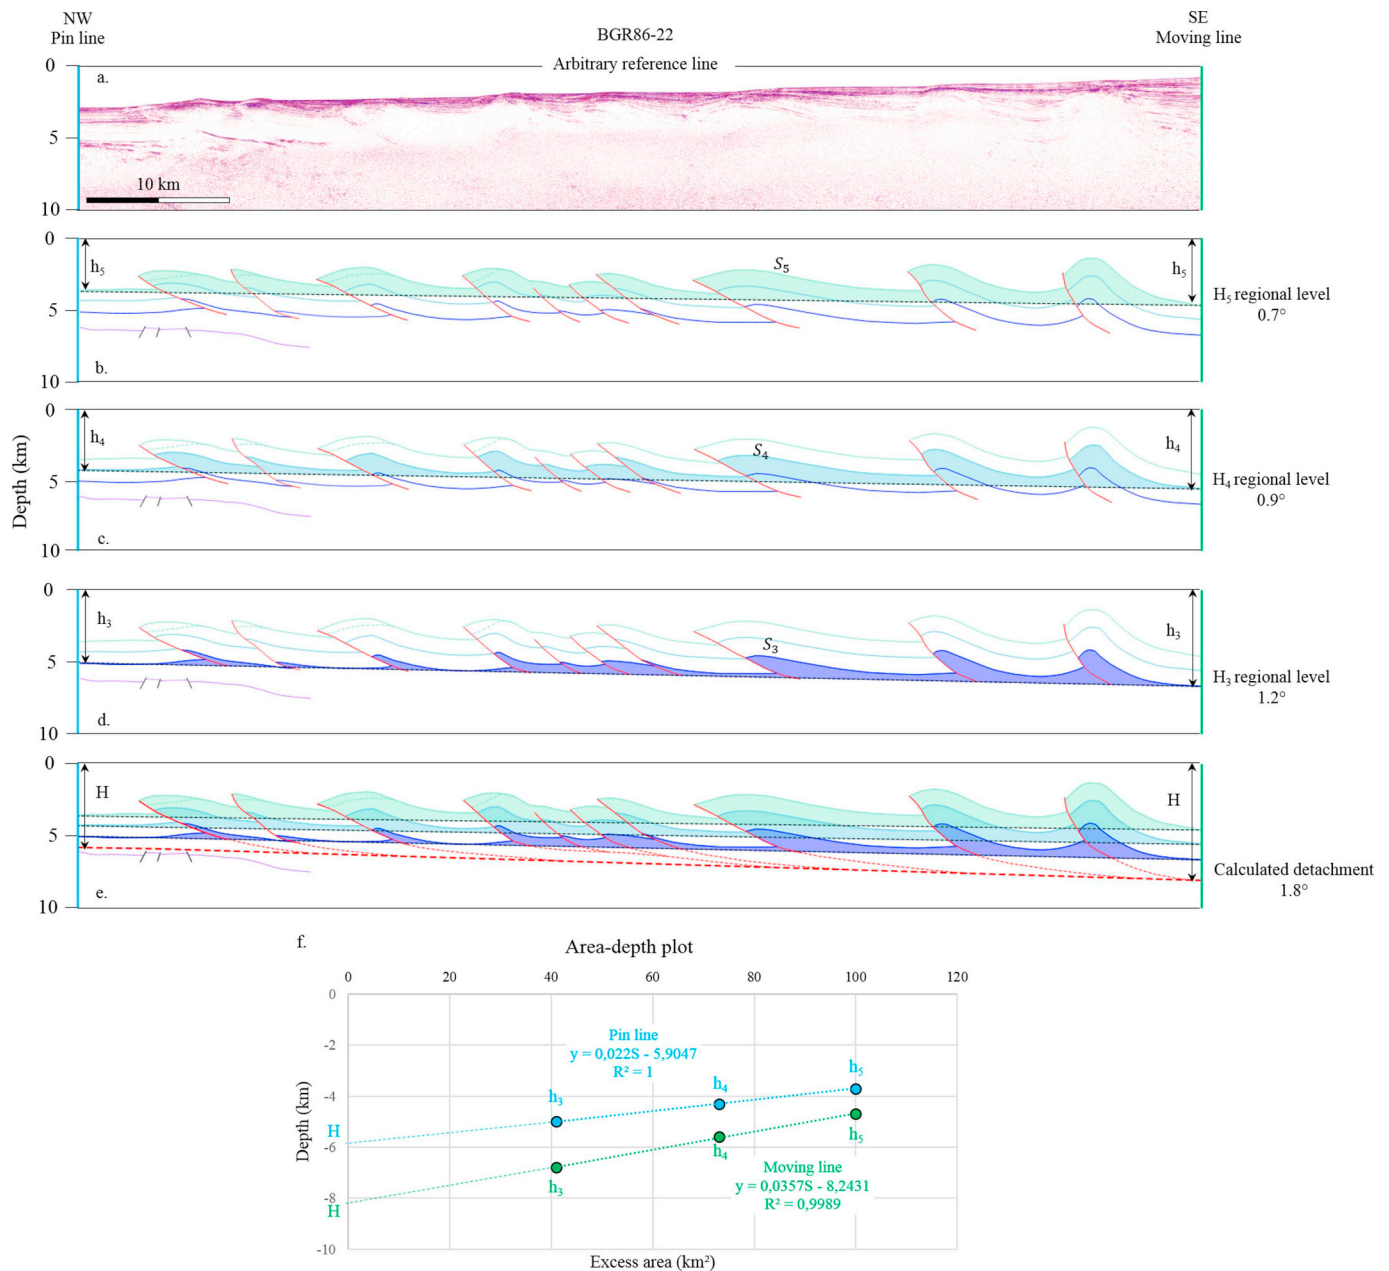 NW
Pin line
BGR86-22
SE
Moving line
Arbitrary reference line
0
a.
5
10 km
10
0
h₅
S₅
h₅
5
H₅ regional level
0.7°
b.
10
0
h₄
S₄
h₄
5
H₄ regional level
0.9°
c.
10
Depth (km)
0
h₃
S₃
h₃
5
H₃ regional level
1.2°
d.
10
0
H
H
5
Calculated detachment
1.8°
e.
10
f.
Area-depth plot
0 20 40 60 80 100 120
0
-2
-4
-6
-8
-10
Depth (km)
Pin line
y = 0,022S - 5,9047
R² = 1
h₃
h₄
h₅
H
h₃
h₄
h₅
H
Moving line
y = 0,0357S - 8,2431
R² = 0,9989
Excess area (km²)